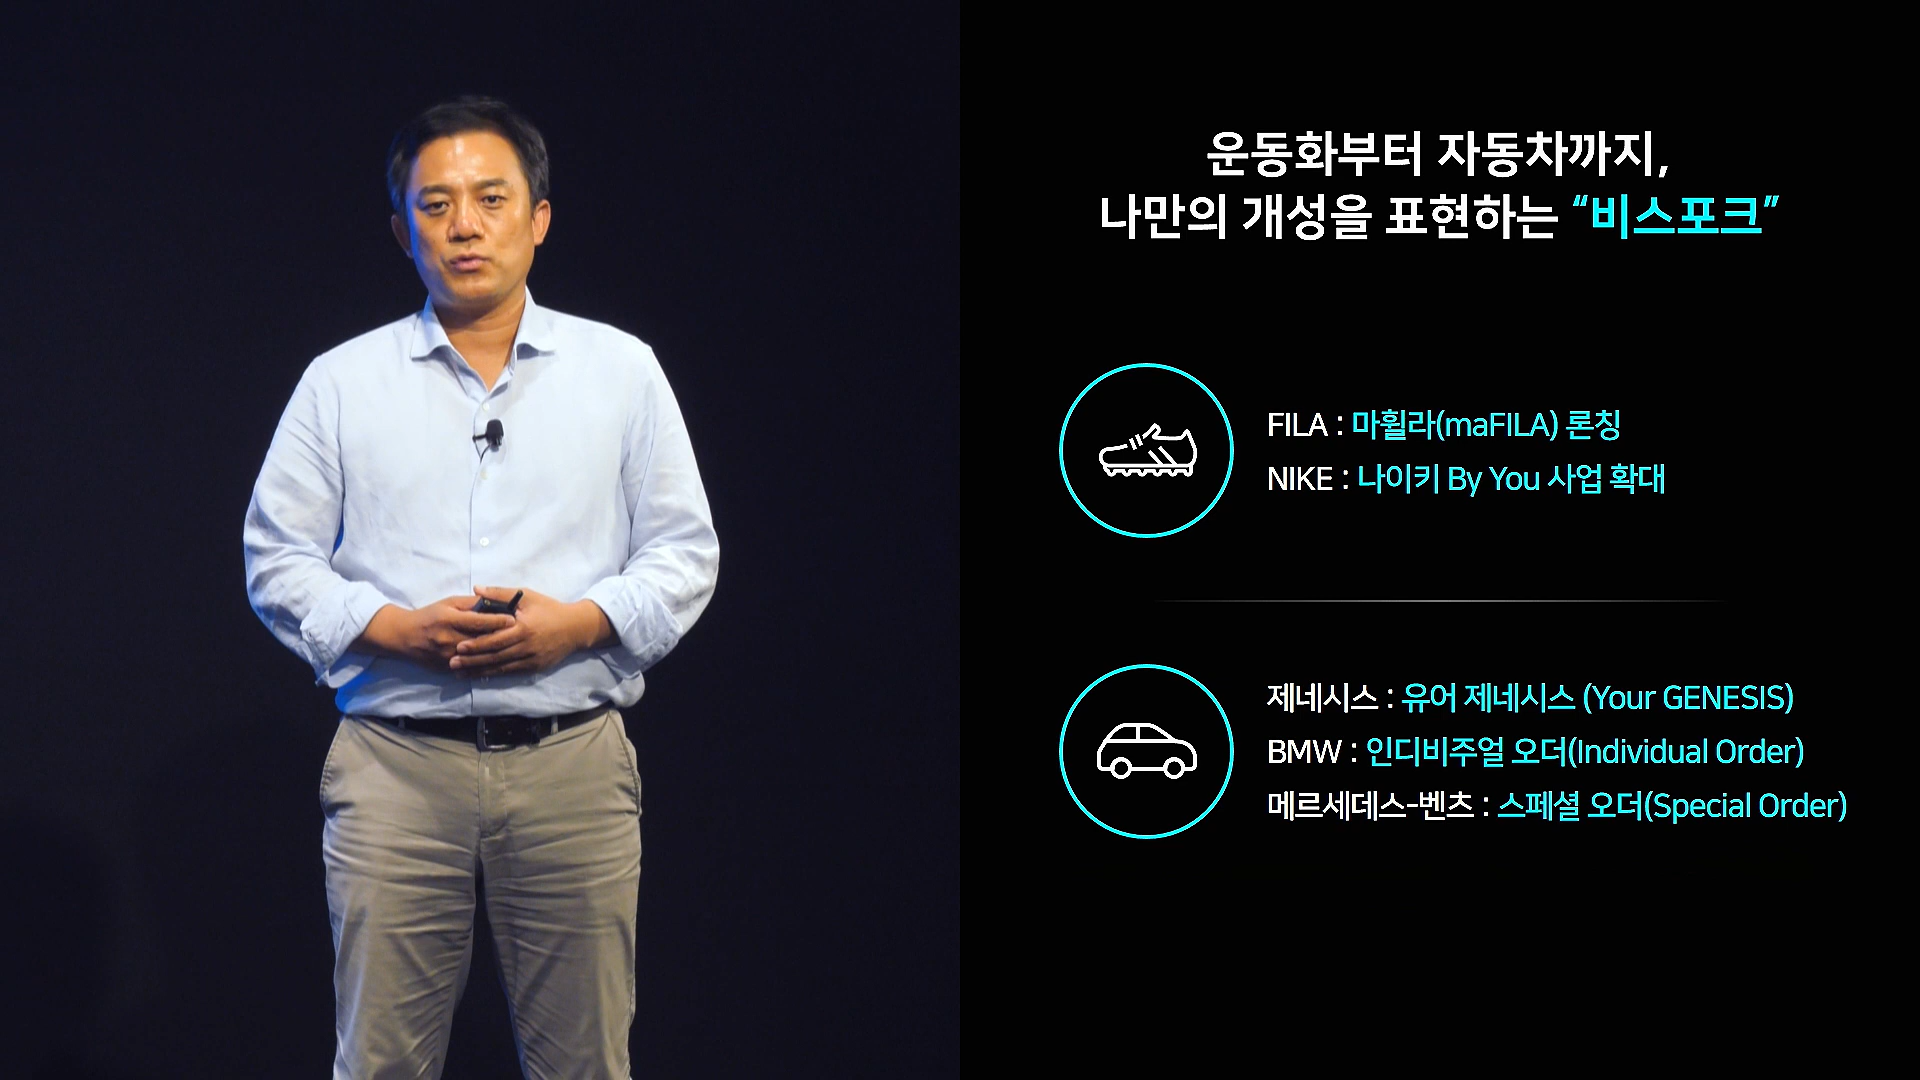 운동화부터 자동차까지,
나만의 개성을 표현하는 “비스포크”
FILA : 마휠라(maFILA) 론칭
NIKE : 나이키 By You 사업 확대
제네시스 : 유어 제네시스 (Your GENESIS)
BMW : 인디비주얼 오더(Individual Order)
메르세데스-벤츠 : 스페셜 오더(Special Order)